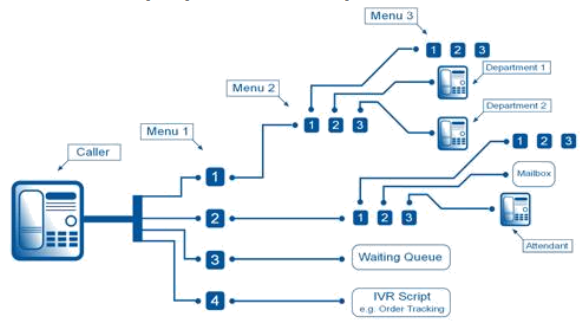 Menu 3
1 2 3
Menu 2
Department 1
1 2 3
Department 2
Menu 1
1 2 3
Caller
1
Mailbox
2
1 2 3
Attendant
3
Waiting Queue
4
IVR Script
e.g. Order Tracking